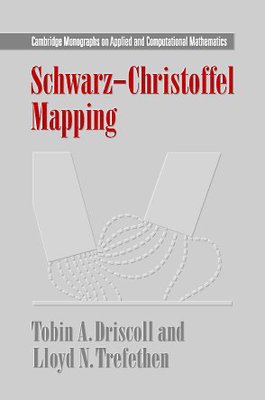 Cambridge Monographs on Applied and Computational Mathematics
Schwarz–Christoffel
Mapping
Tobin A. Driscoll and
Lloyd N. Trefethen